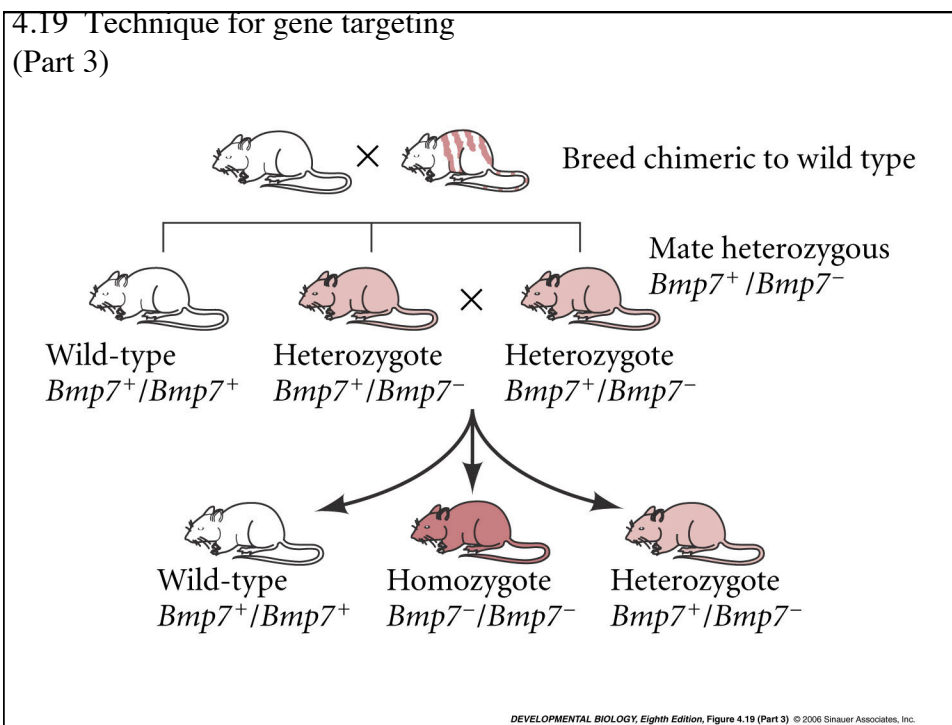 4.19 Technique for gene targeting
(Part 3)
× Breed chimeric to wild type
Mate heterozygous
Bmp7⁺/Bmp7⁻
×
Wild-type Heterozygote Heterozygote
Bmp7⁺/Bmp7⁺ Bmp7⁺/Bmp7⁻ Bmp7⁺/Bmp7⁻
Wild-type Homozygote Heterozygote
Bmp7⁺/Bmp7⁺ Bmp7⁻/Bmp7⁻ Bmp7⁺/Bmp7⁻
DEVELOPMENTAL BIOLOGY, Eighth Edition, Figure 4.19 (Part 3) © 2006 Sinauer Associates, Inc.